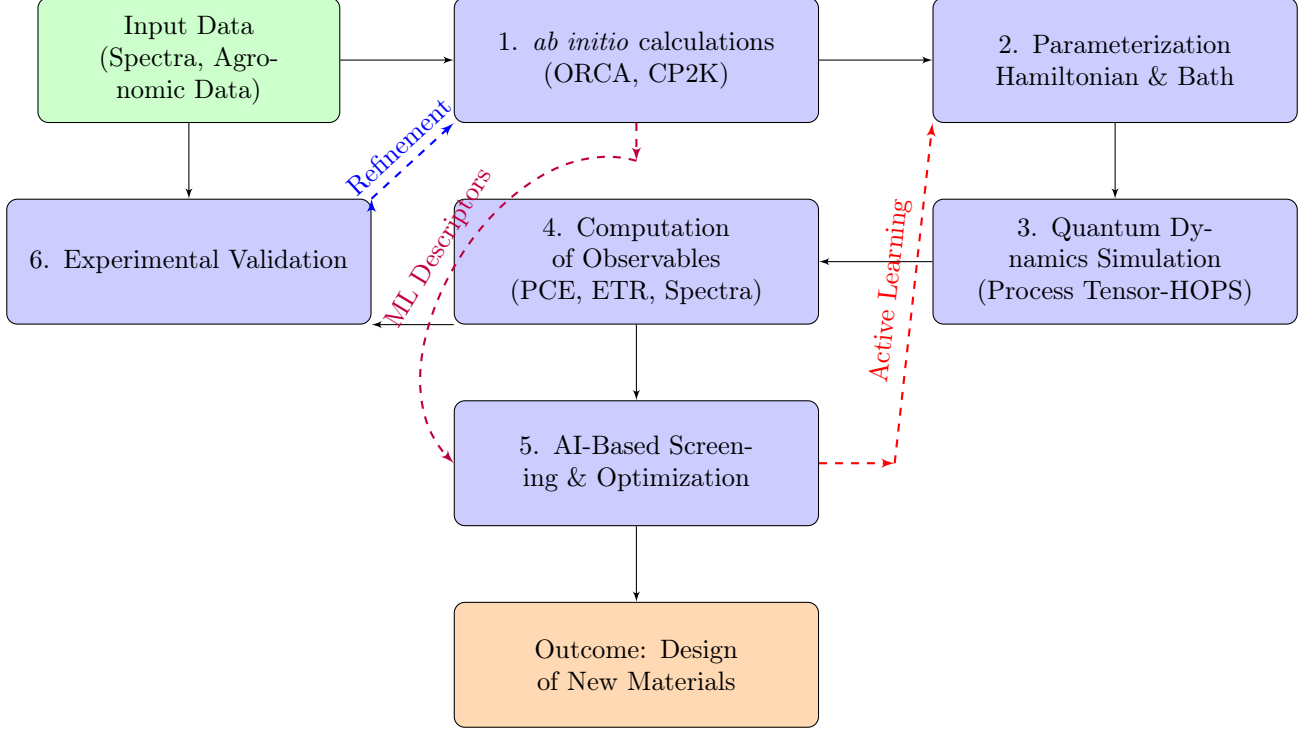 Input Data
(Spectra, Agro-
nomic Data)
1. ab initio calculations
(ORCA, CP2K)
2. Parameterization
Hamiltonian & Bath
Refinement
6. Experimental Validation
ML Descriptors
4. Computation
of Observables
(PCE, ETR, Spectra)
Active Learning
3. Quantum Dy-
namics Simulation
(Process Tensor-HOPS)
5. AI-Based Screen-
ing & Optimization
Outcome: Design
of New Materials